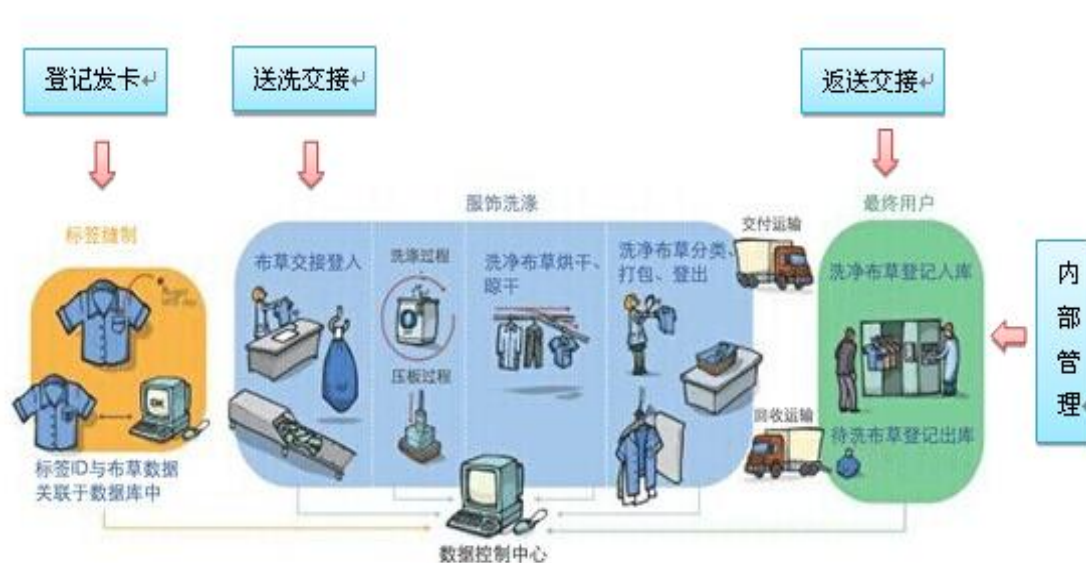 登记发卡
送洗交接
返送交接
服饰洗涤
最终用户
标签缝制
交付运输
布草交接登入
洗涤过程
洗净布草烘干、
晾干
洗净布草分类、
打包、登出
洗净布草登记入库
内
部
管
理
压板过程
OK
回收运输
待洗布草登记出库
标签ID与布草数据
关联于数据库中
数据控制中心